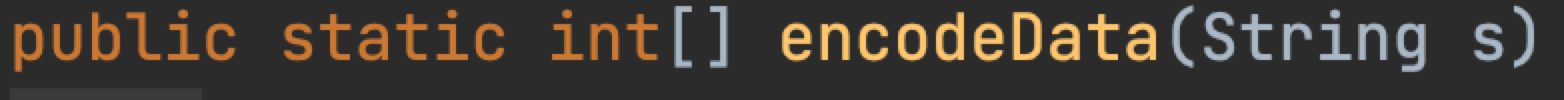 public static int[] encodeData(String s)